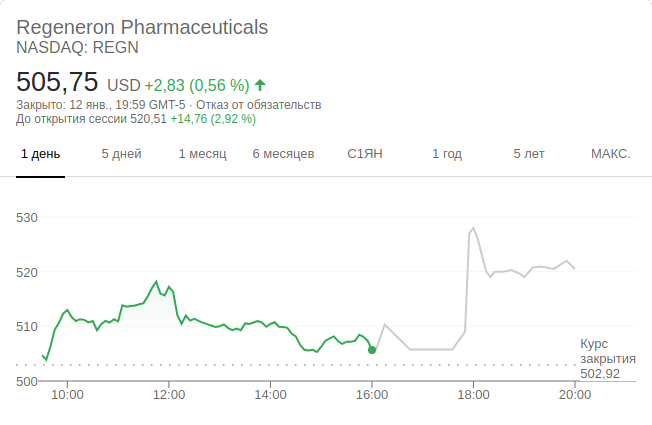 Regeneron Pharmaceuticals
NASDAQ: REGN
505,75 USD +2,83 (0,56 %)
Закрыто: 12 янв., 19:59 GMT-5 · Отказ от обязательств
До открытия сессии 520,51 +14,76 (2,92 %)
1 день 5 дней 1 месяц 6 месяцев С1ЯН 1 год 5 лет МАКС.
530
520
510
Курс
закрытия
502,92
500
10:00 12:00 14:00 16:00 18:00 20:00